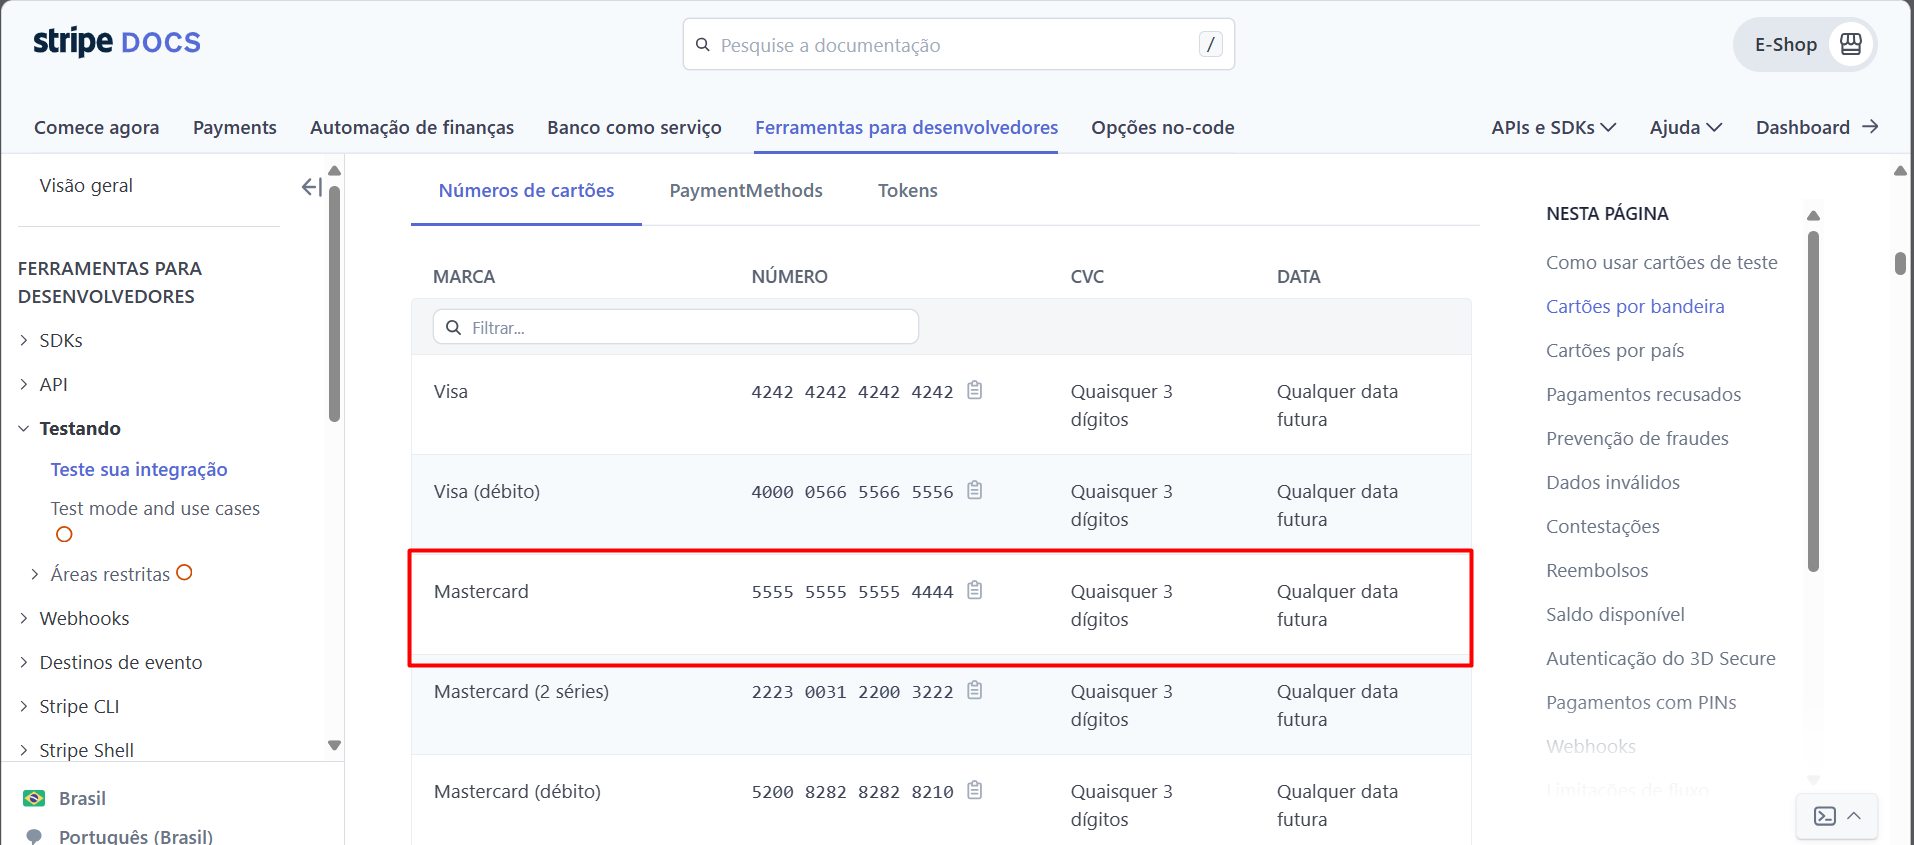 stripe DOCS
Pesquise a documentação
/
E-Shop
Comece agora
Payments
Automação de finanças
Banco como serviço
Ferramentas para desenvolvedores
Opções no-code
APIs e SDKs
Ajuda
Dashboard
Visão geral
FERRAMENTAS PARA
DESENVOLVEDORES
SDKs
API
Testando
Teste sua integração
Test mode and use cases
Áreas restritas
Webhooks
Destinos de evento
Stripe CLI
Stripe Shell
Brasil
Português (Brasil)
Números de cartões
PaymentMethods
Tokens
MARCA NÚMERO CVC DATA
Filtrar...
Visa 4242 4242 4242 4242 Quaisquer 3 Qualquer data
dígitos futura
Visa (débito) 4000 0566 5566 5556 Quaisquer 3 Qualquer data
dígitos futura
Mastercard 5555 5555 5555 4444 Quaisquer 3 Qualquer data
dígitos futura
Mastercard (2 séries) 2223 0031 2200 3222 Quaisquer 3 Qualquer data
dígitos futura
Mastercard (débito) 5200 8282 8282 8210 Quaisquer 3 Qualquer data
dígitos futura
NESTA PÁGINA
Como usar cartões de teste
Cartões por bandeira
Cartões por país
Pagamentos recusados
Prevenção de fraudes
Dados inválidos
Contestações
Reembolsos
Saldo disponível
Autenticação do 3D Secure
Pagamentos com PINs
Webhooks
Limitações de fluxo